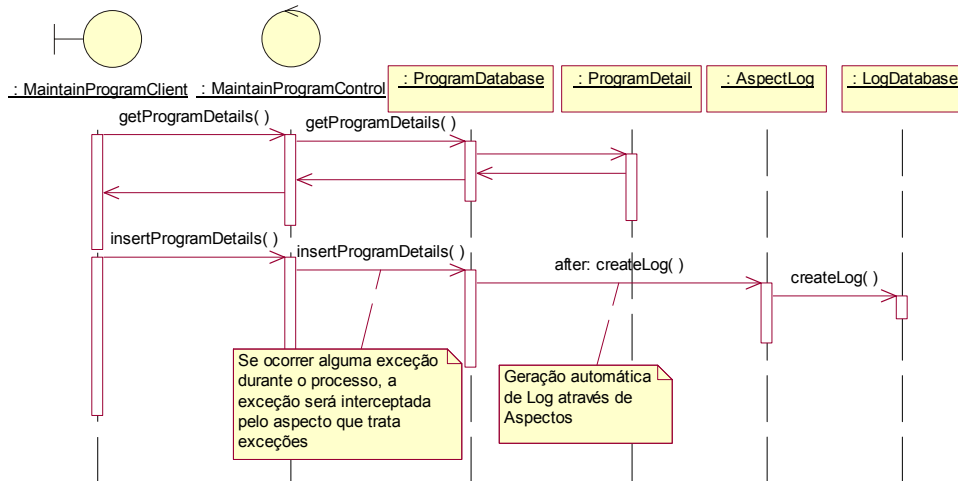 : MaintainProgramClient
: MaintainProgramControl
: ProgramDatabase
: ProgramDetail
: AspectLog
: LogDatabase
getProgramDetails( )
getProgramDetails( )
insertProgramDetails( )
insertProgramDetails( )
after: createLog( )
createLog( )
Se ocorrer alguma exceção
durante o processo, a
exceção será interceptada
pelo aspecto que trata
exceções
Geração automática
de Log através de
Aspectos